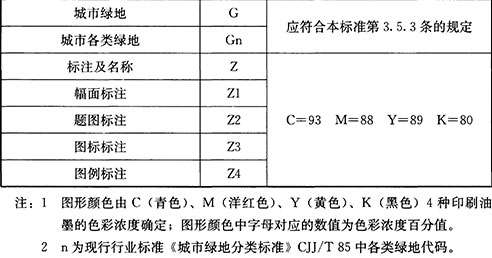 城市绿地 G 应符合本标准第 3.5.3 条的规定
城市各类绿地 Gn
标注及名称 Z
幅面标注 Z1
题图标注 Z2 C=93 M=88 Y=89 K=80
图标标注 Z3
图例标注 Z4
注：1 图形颜色由 C（青色）、M（洋红色）、Y（黄色）、K（黑色）4 种印刷油
墨的色彩浓度确定；图形颜色中字母对应的数值为色彩浓度百分值。
2 n 为现行行业标准《城市绿地分类标准》CJJ/T 85 中各类绿地代码。